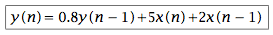 y(n) = 0.8y(n − 1)+5x(n)+2x(n − 1)